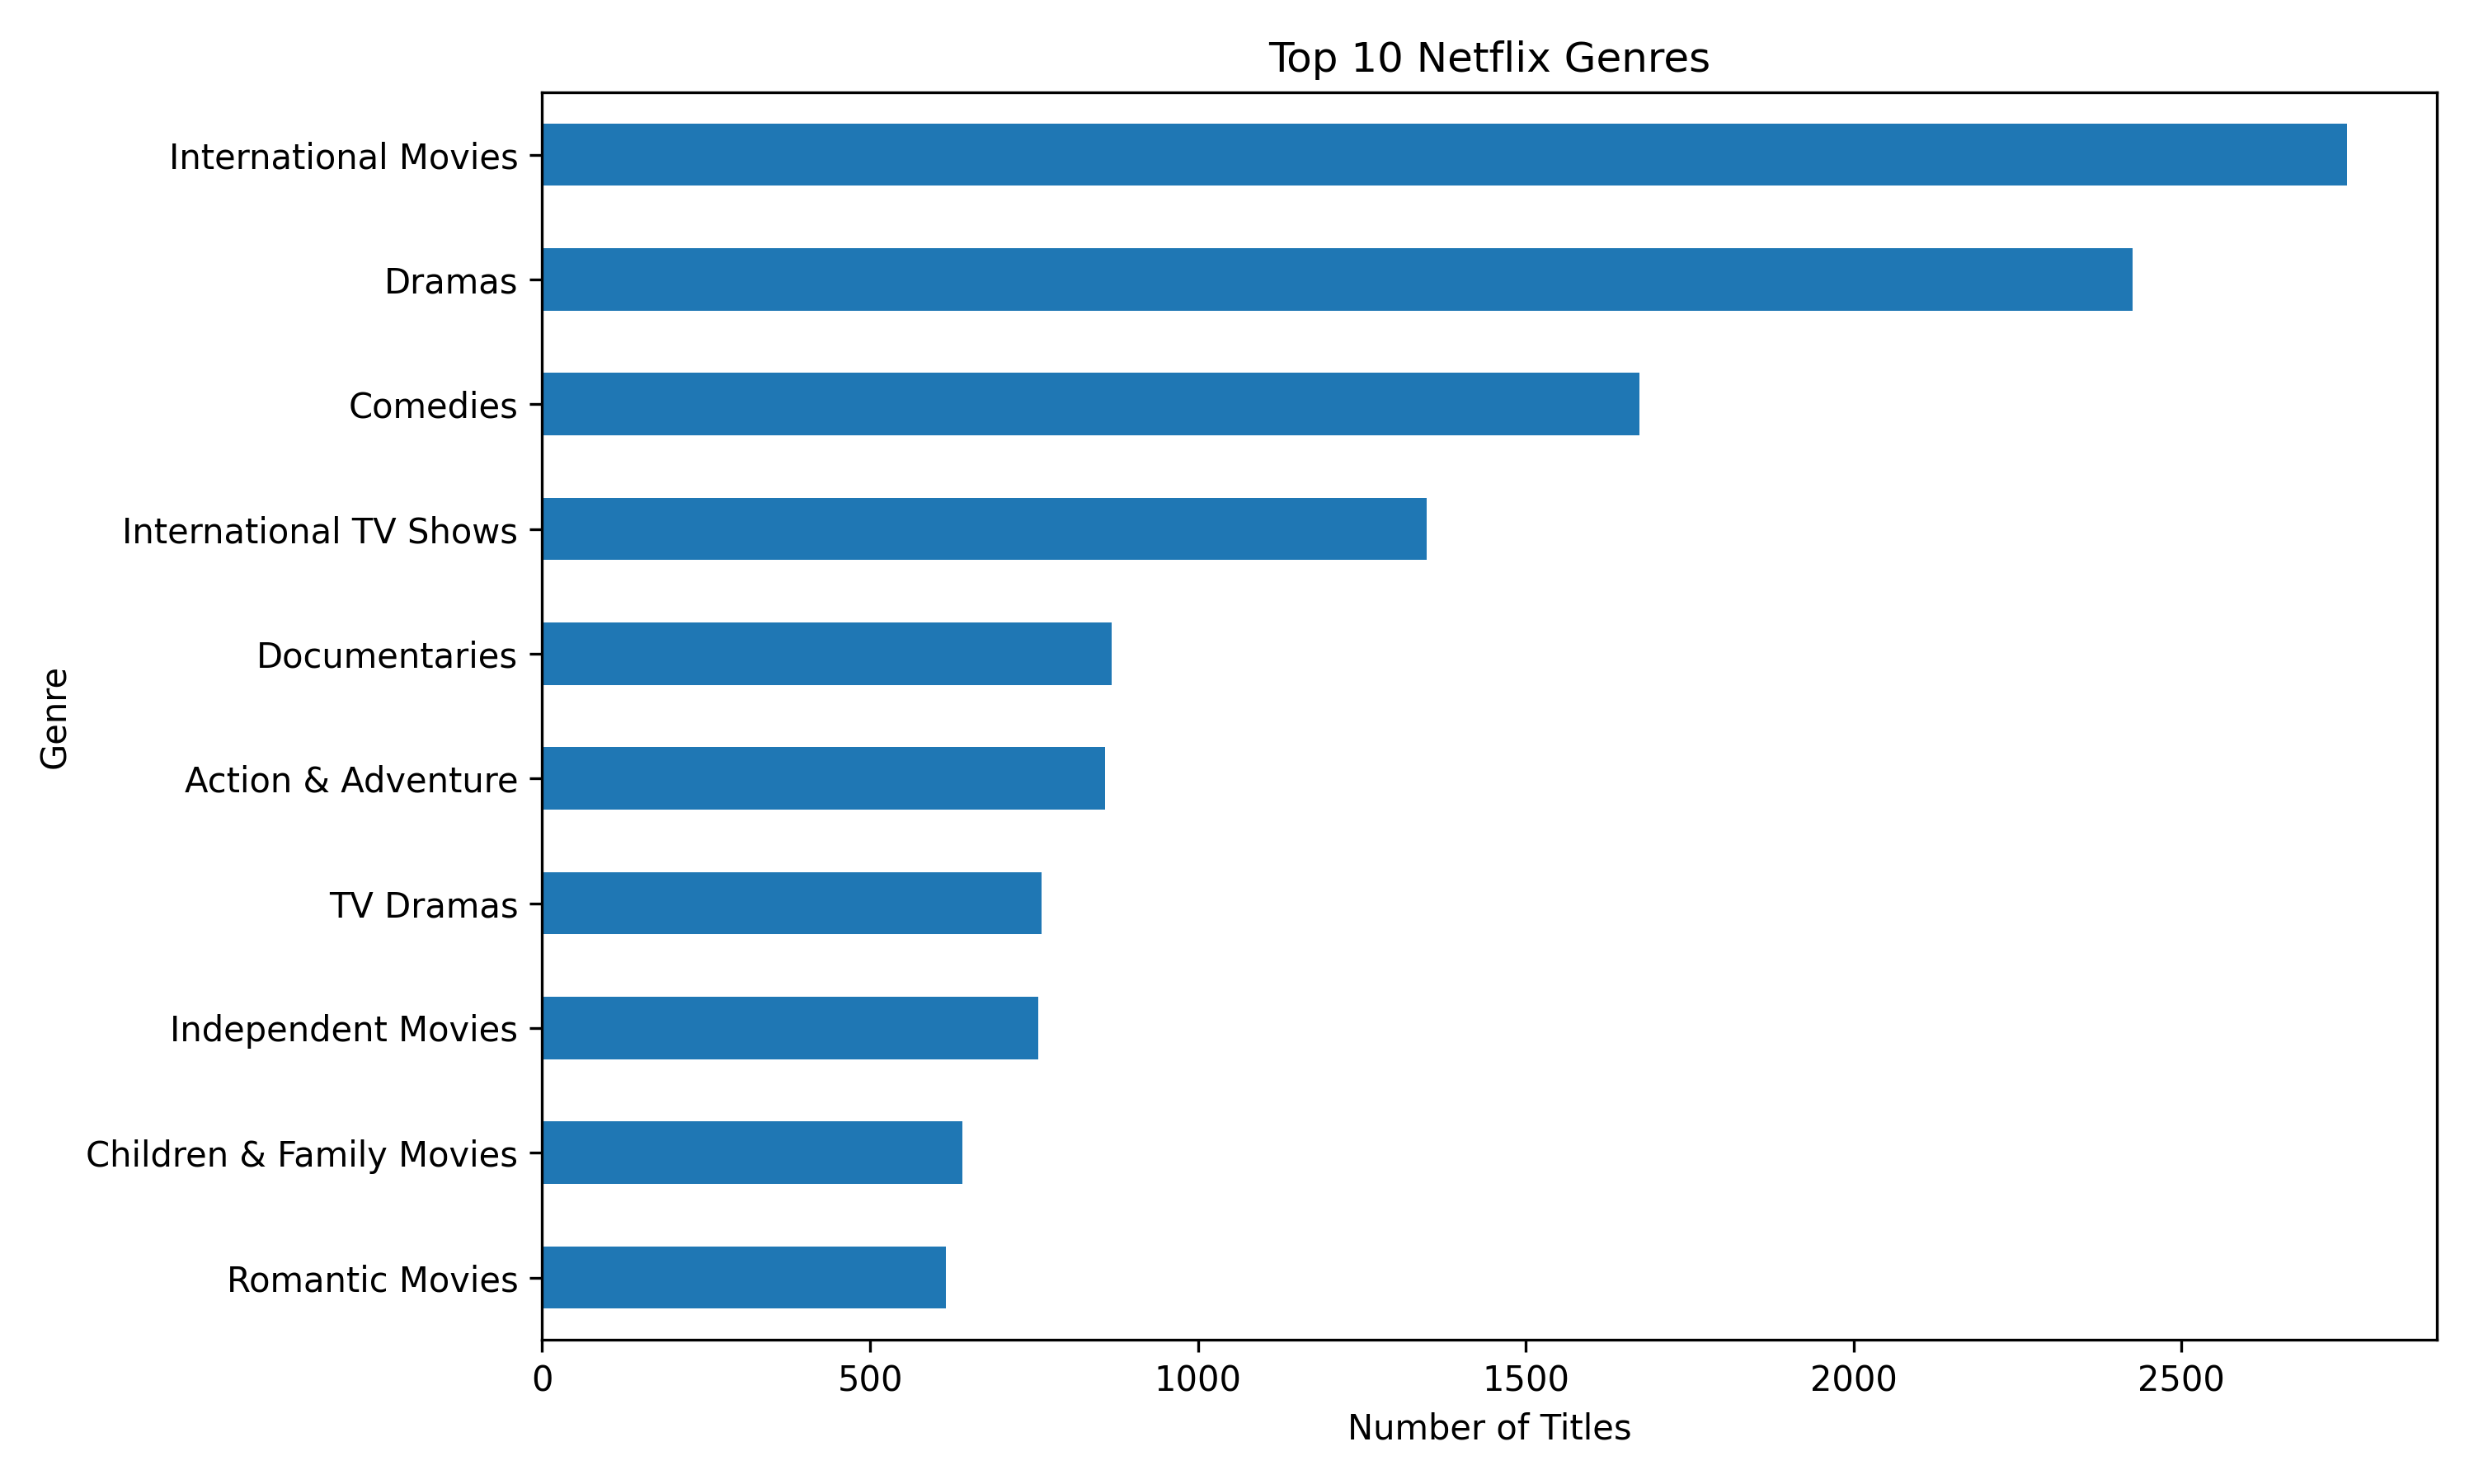 Top 10 Netflix Genres
International Movies
Dramas
Comedies
International TV Shows
Documentaries
Action & Adventure
TV Dramas
Independent Movies
Children & Family Movies
Romantic Movies
Genre
0 500 1000 1500 2000 2500
Number of Titles